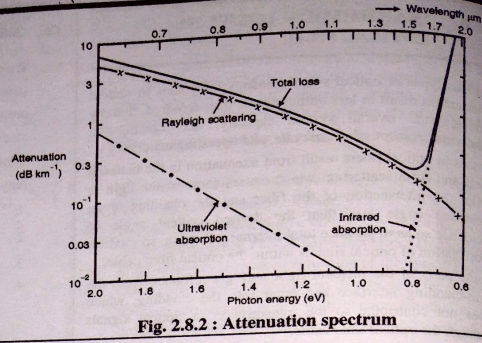 → Wavelength μm
0.7 0.8 0.9 1.0 1.1 1.3 1.5 1.7 2.0
10
3
1
0.3
10⁻¹
0.03
10⁻²
Attenuation
(dB km⁻¹)
Total loss
Rayleigh scattering
Ultraviolet
absorption
Infrared
absorption
2.0 1.8 1.6 1.4 1.2 1.0 0.8 0.6
Photon energy (eV)
Fig. 2.8.2 : Attenuation spectrum